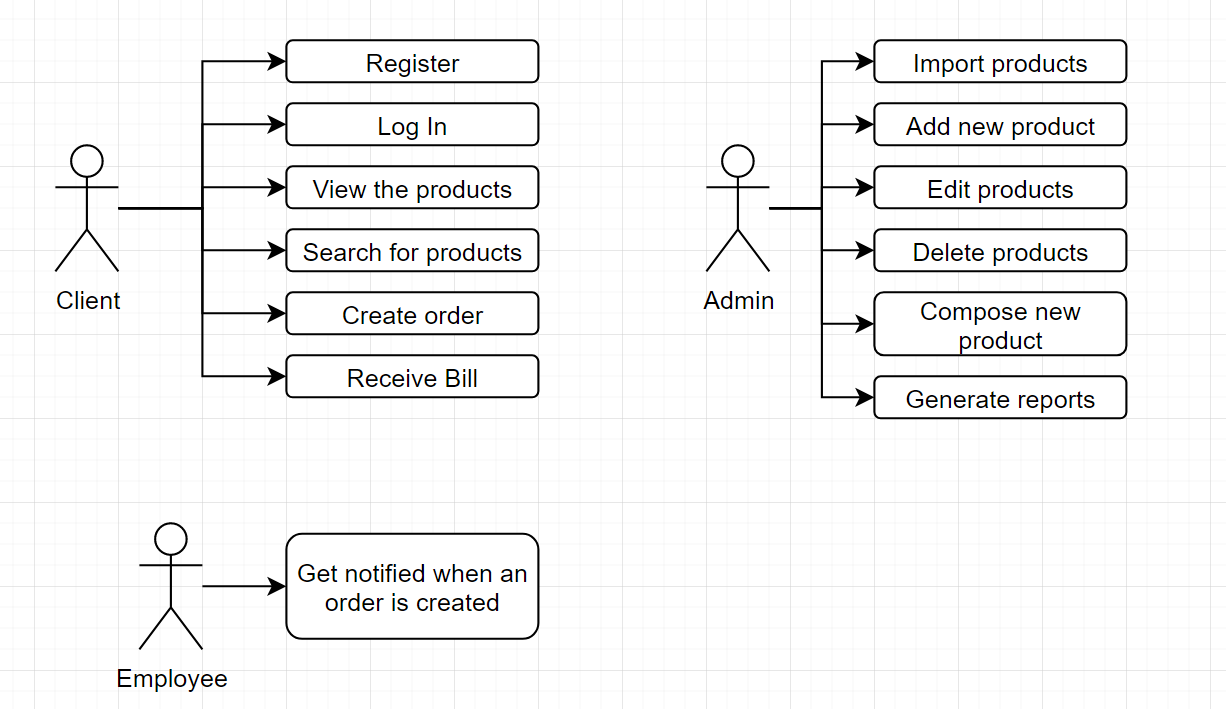 Register
Log In
View the products
Search for products
Create order
Receive Bill
Client
Import products
Add new product
Edit products
Delete products
Compose new
product
Generate reports
Admin
Get notified when an
order is created
Employee